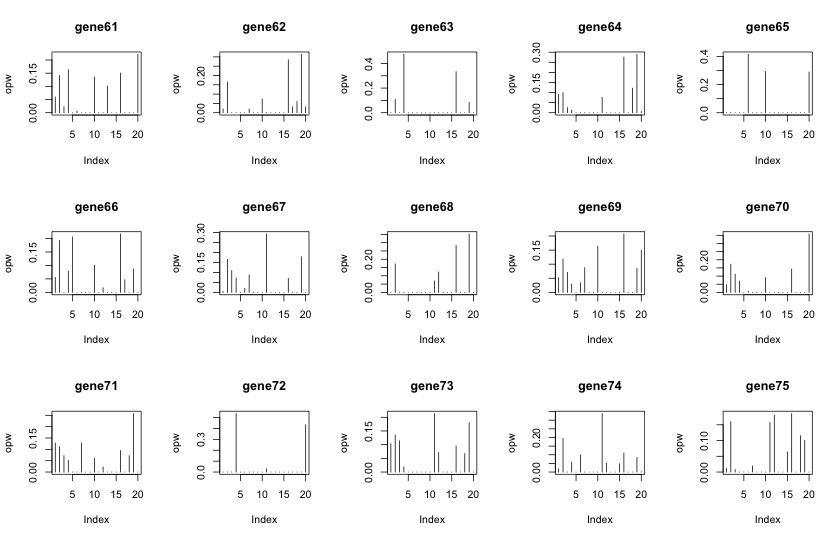 gene61 gene62 gene63 gene64 gene65
opw 0.00 0.15 opw 0.00 0.20 opw 0.0 0.2 0.4 opw 0.00 0.15 0.30 opw 0.0 0.2 0.4
5 10 15 20 5 10 15 20 5 10 15 20 5 10 15 20 5 10 15 20
Index Index Index Index Index
gene66 gene67 gene68 gene69 gene70
opw 0.00 0.15 opw 0.00 0.15 0.30 opw 0.00 0.20 opw 0.00 0.15 opw 0.00 0.20
5 10 15 20 5 10 15 20 5 10 15 20 5 10 15 20 5 10 15 20
Index Index Index Index Index
gene71 gene72 gene73 gene74 gene75
opw 0.00 0.15 opw 0.0 0.3 opw 0.00 0.15 opw 0.00 0.20 opw 0.00 0.10
5 10 15 20 5 10 15 20 5 10 15 20 5 10 15 20 5 10 15 20
Index Index Index Index Index